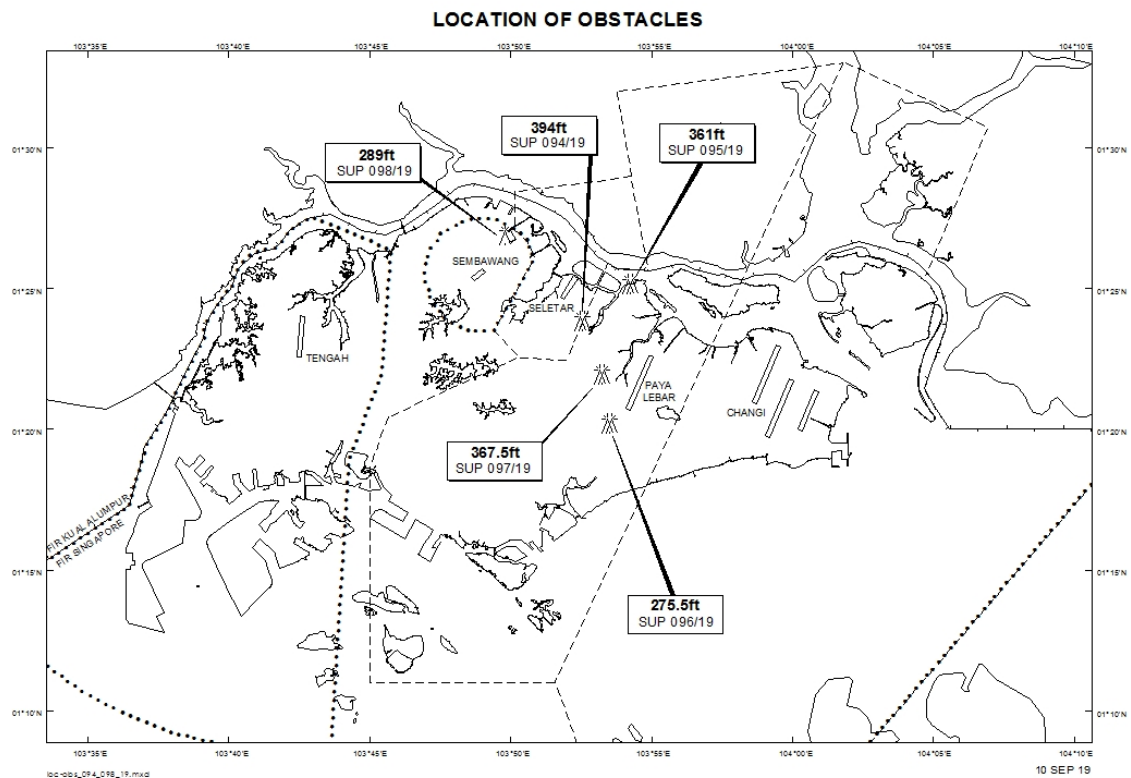 LOCATION OF OBSTACLES
103°35'E
103°40'E
103°45'E
103°50'E
103°55'E
104°00'E
104°05'E
104°10'E
01°30'N
01°30'N
394ft
SUP 094/19
361ft
SUP 095/19
289ft
SUP 098/19
SEMBAWANG
01°25'N
01°25'N
SELETAR
TENGAH
PAYA
LEBAR
CHANGI
01°20'N
01°20'N
367.5ft
SUP 097/19
FIR KUALA LUMPUR
FIR SINGAPORE
01°15'N
01°15'N
275.5ft
SUP 096/19
01°10'N
01°10'N
103°35'E
103°40'E
103°45'E
103°50'E
103°55'E
104°00'E
104°05'E
104°10'E
loc-obs_094_098_19.mxd
10 SEP 19